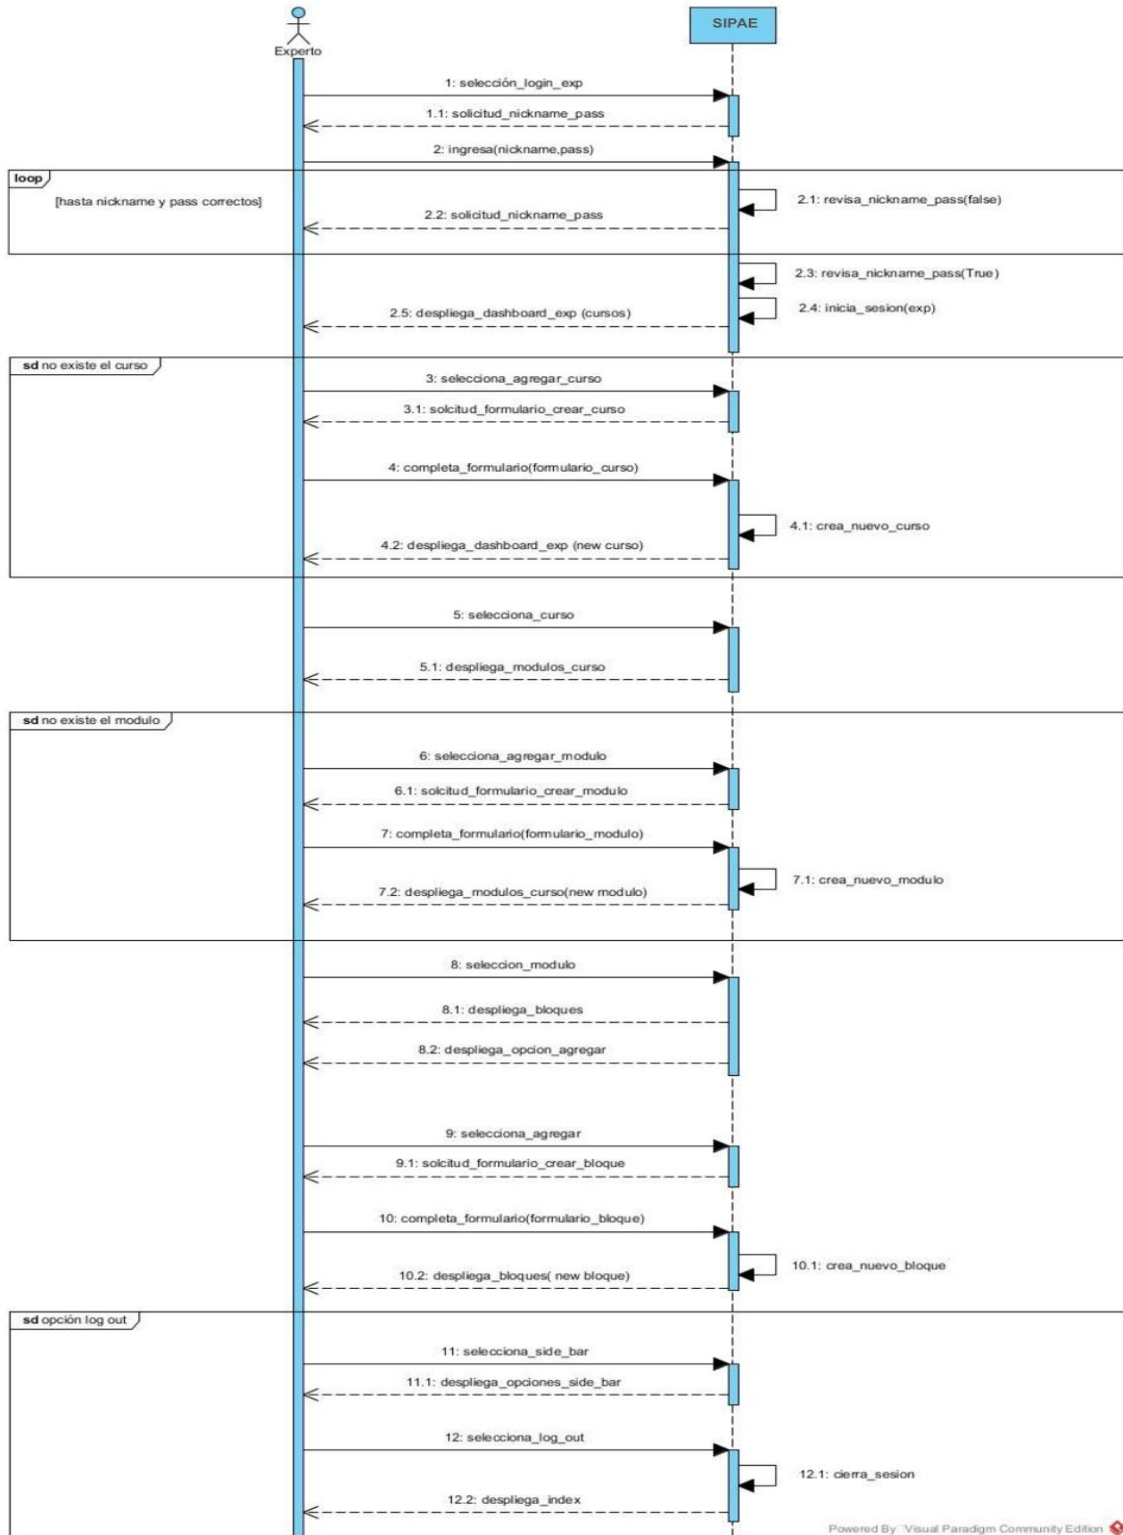 SIPAE
Experto
1: selección_login_exp
1.1: solicitud_nickname_pass
2: ingresa(nickname,pass)
loop
[hasta nickname y pass correctos]
2.1: revisa_nickname_pass(false)
2.2: solicitud_nickname_pass
2.3: revisa_nickname_pass(True)
2.4: inicia_sesion(exp)
2.5: despliega_dashboard_exp (cursos)
sd no existe el curso
3: selecciona_agregar_curso
3.1: solcitud_formulario_crear_curso
4: completa_formulario(formulario_curso)
4.1: crea_nuevo_curso
4.2: despliega_dashboard_exp (new curso)
5: selecciona_curso
5.1: despliega_modulos_curso
sd no existe el modulo
6: selecciona_agregar_modulo
6.1: solcitud_formulario_crear_modulo
7: completa_formulario(formulario_modulo)
7.1: crea_nuevo_modulo
7.2: despliega_modulos_curso(new modulo)
8: seleccion_modulo
8.1: despliega_bloques
8.2: despliega_opcion_agregar
9: selecciona_agregar
9.1: solcitud_formulario_crear_bloque
10: completa_formulario(formulario_bloque)
10.1: crea_nuevo_bloque
10.2: despliega_bloques( new bloque)
sd opción log out
11: selecciona_side_bar
11.1: despliega_opciones_side_bar
12: selecciona_log_out
12.1: cierra_sesion
12.2: despliega_index
Powered By Visual Paradigm Community Edition